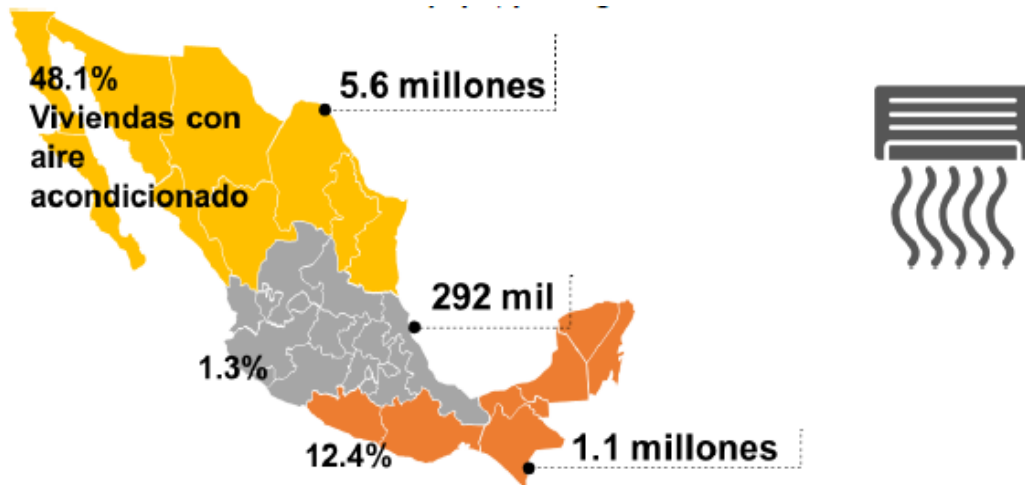 48.1%
Viviendas con
aire
acondicionado
5.6 millones
292 mil
1.3%
12.4%
1.1 millones